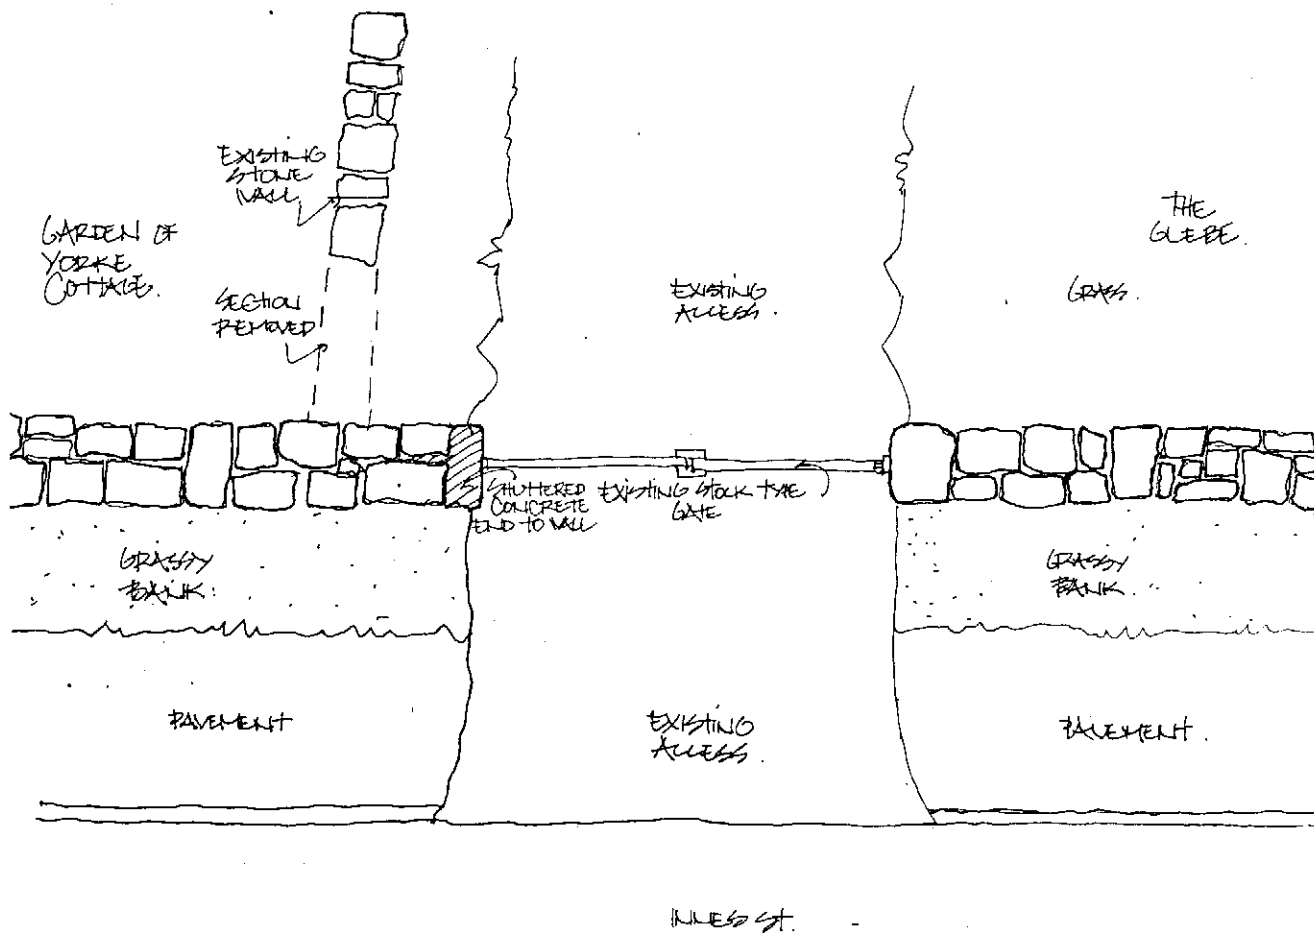 EXISTING
STONE
WALL
GARDEN OF
YORKE
COTTAGE.
SECTION
REMOVED
EXISTING
ACCESS.
THE
GLEBE.
GRASS.
SHUTTERED
CONCRETE
END TO WALL
EXISTING STOCK TYPE
GATE
GRASSY
BANK.
GRASSY
BANK.
PAVEMENT
EXISTING
ACCESS.
PAVEMENT.
INNES ST.